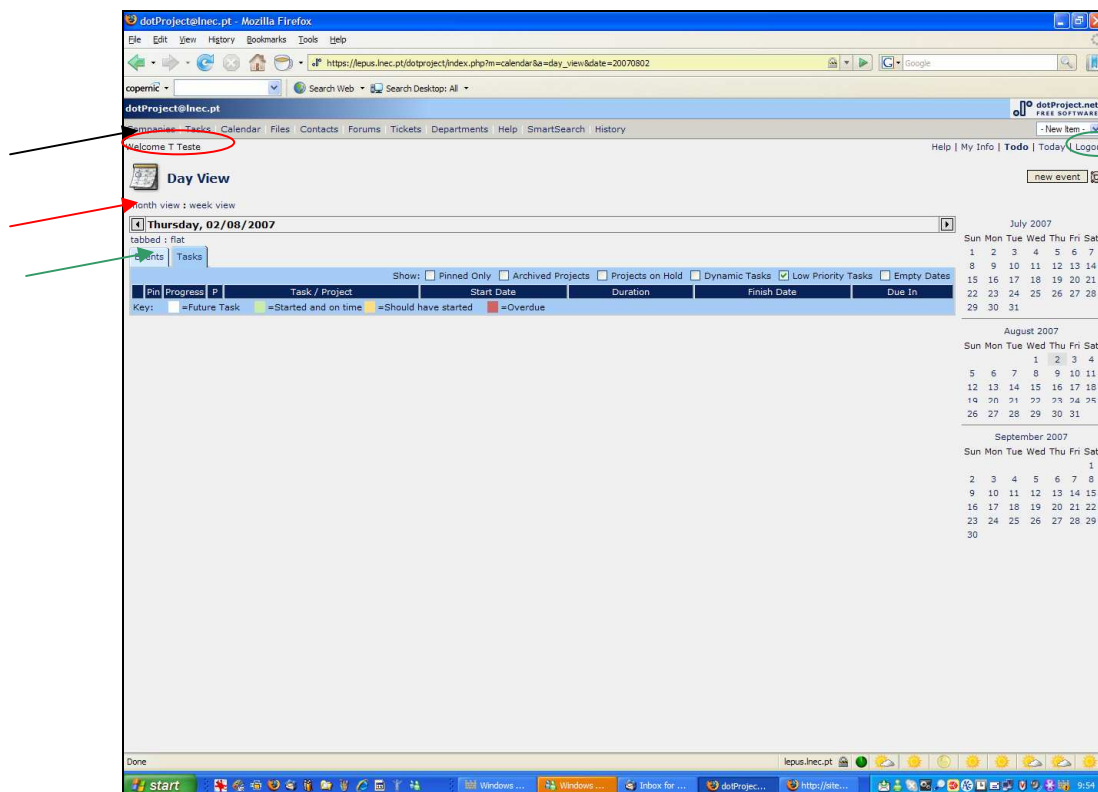 dotProject@lnec.pt - Mozilla Firefox
File Edit View History Bookmarks Tools Help
https://lepus.lnec.pt/dotproject/index.php?m=calendar&a=day_view&date=20070802
G Google
copernic
Search Web Search Desktop: All
dotProject@lnec.pt
dotProject.net
FREE SOFTWARE
Companies Tasks Calendar Files Contacts Forums Tickets Departments Help SmartSearch History
- New Item -
Welcome T Teste
Help | My Info | Todo | Today | Logou
Day View
new event
month view : week view
Thursday, 02/08/2007
tabbed : flat
Events Tasks
Show: Pinned Only Archived Projects Projects on Hold Dynamic Tasks Low Priority Tasks Empty Dates
Pin Progress P Task / Project Start Date Duration Finish Date Due In
Key: =Future Task =Started and on time =Should have started =Overdue
July 2007
Sun Mon Tue Wed Thu Fri Sat
1 2 3 4 5 6 7
8 9 10 11 12 13 14
15 16 17 18 19 20 21
22 23 24 25 26 27 28
29 30 31
August 2007
Sun Mon Tue Wed Thu Fri Sat
1 2 3 4
5 6 7 8 9 10 11
12 13 14 15 16 17 18
19 20 21 22 23 24 25
26 27 28 29 30 31
September 2007
Sun Mon Tue Wed Thu Fri Sat
1
2 3 4 5 6 7 8
9 10 11 12 13 14 15
16 17 18 19 20 21 22
23 24 25 26 27 28 29
30
Done
lepus.lnec.pt
start
Windows ...
Windows ...
Inbox for ...
dotProjec...
http://site...
9:54